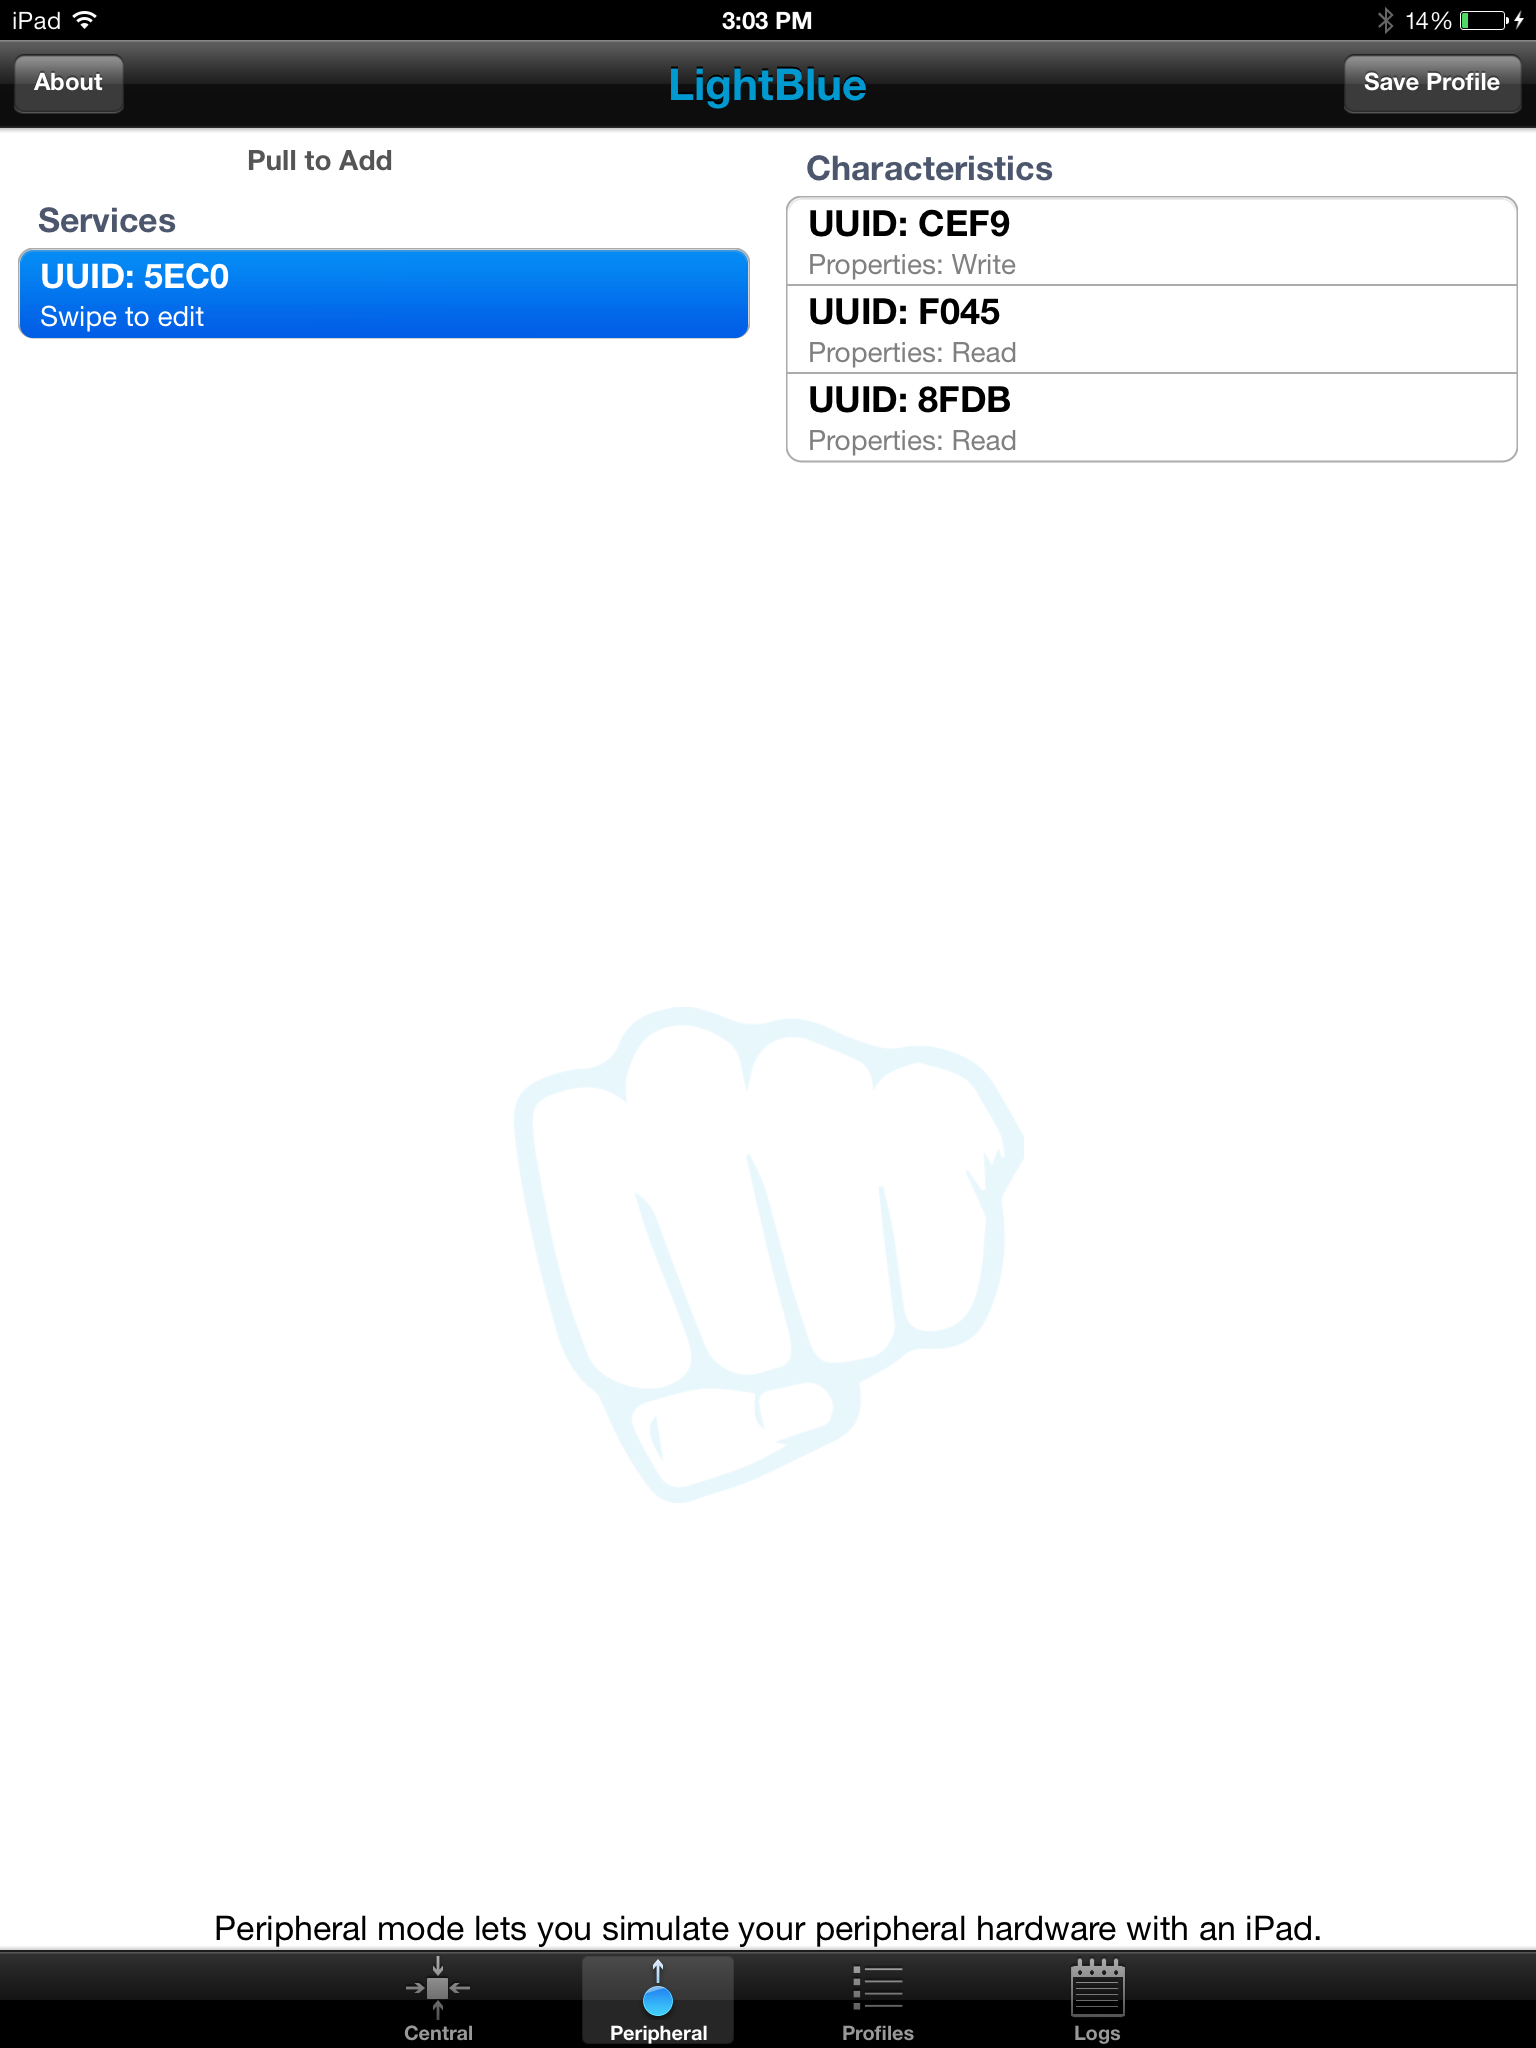 iPad
3:03 PM
14%
About
LightBlue
Save Profile
Pull to Add
Services
UUID: 5EC0
Swipe to edit
Characteristics
UUID: CEF9
Properties: Write
UUID: F045
Properties: Read
UUID: 8FDB
Properties: Read
Peripheral mode lets you simulate your peripheral hardware with an iPad.
Central
Peripheral
Profiles
Logs